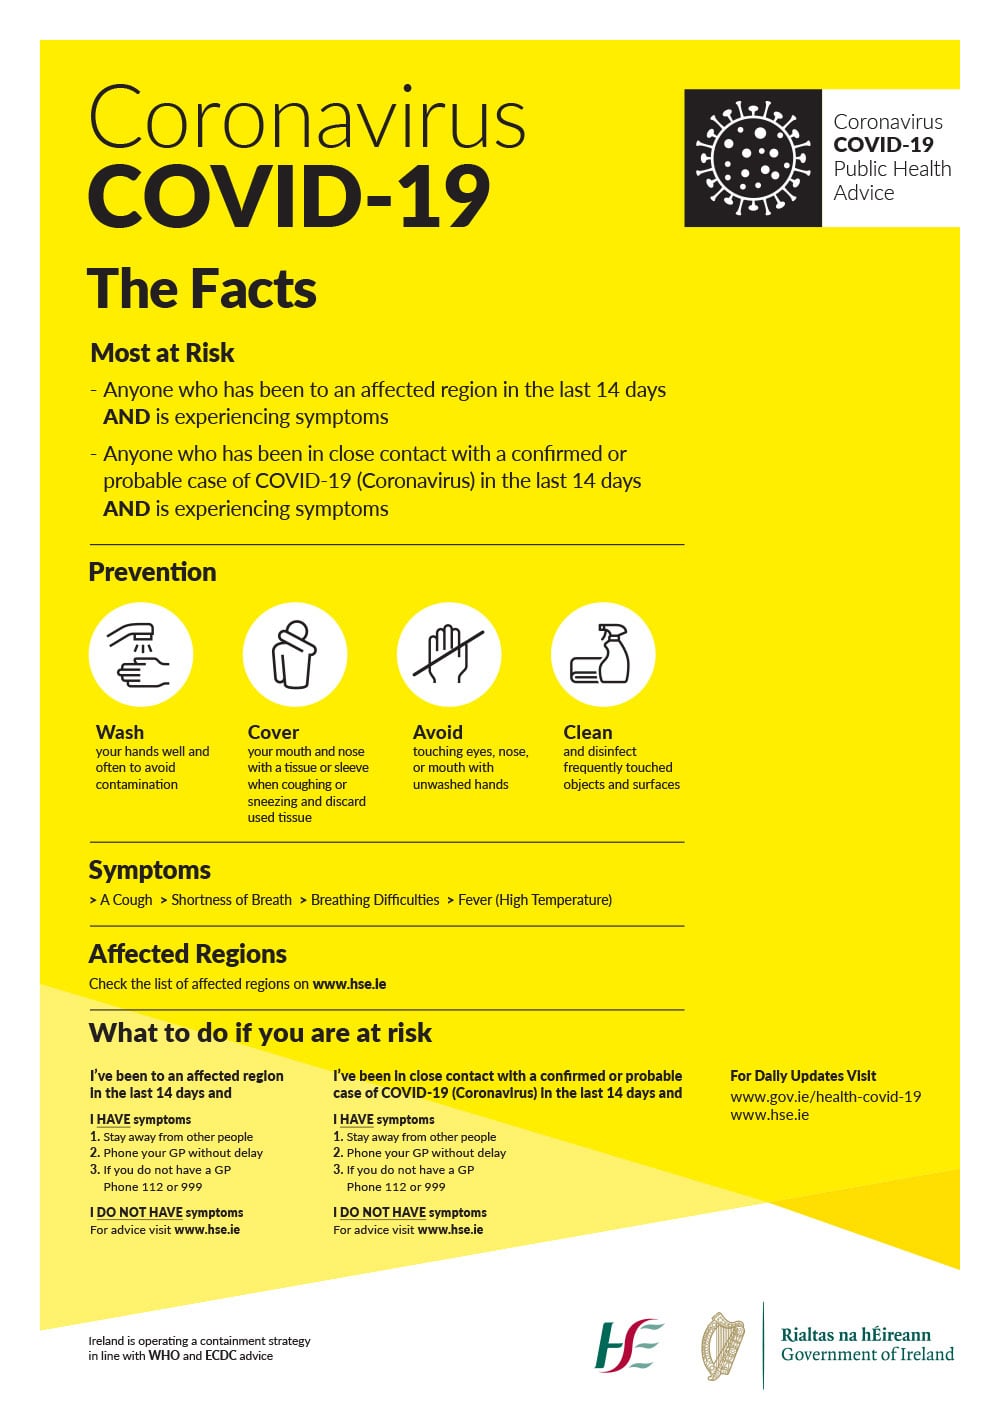 Coronavirus
COVID-19
Coronavirus
COVID-19
Public Health
Advice
The Facts
Most at Risk
- Anyone who has been to an affected region in the last 14 days
AND is experiencing symptoms
- Anyone who has been in close contact with a confirmed or
probable case of COVID-19 (Coronavirus) in the last 14 days
AND is experiencing symptoms
Prevention
Wash
your hands well and
often to avoid
contamination
Cover
your mouth and nose
with a tissue or sleeve
when coughing or
sneezing and discard
used tissue
Avoid
touching eyes, nose,
or mouth with
unwashed hands
Clean
and disinfect
frequently touched
objects and surfaces
Symptoms
> A Cough > Shortness of Breath > Breathing Difficulties > Fever (High Temperature)
Affected Regions
Check the list of affected regions on www.hse.ie
What to do if you are at risk
I've been to an affected region
in the last 14 days and
I HAVE symptoms
1. Stay away from other people
2. Phone your GP without delay
3. If you do not have a GP
Phone 112 or 999
I DO NOT HAVE symptoms
For advice visit www.hse.ie
I've been in close contact with a confirmed or probable
case of COVID-19 (Coronavirus) in the last 14 days and
I HAVE symptoms
1. Stay away from other people
2. Phone your GP without delay
3. If you do not have a GP
Phone 112 or 999
I DO NOT HAVE symptoms
For advice visit www.hse.ie
For Daily Updates Visit
www.gov.ie/health-covid-19
www.hse.ie
Ireland is operating a containment strategy
in line with WHO and ECDC advice
HSE
Rialtas na hÉireann
Government of Ireland